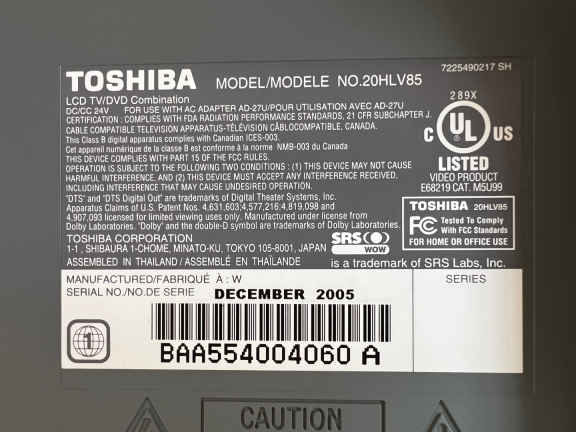 7225490217 SH
TOSHIBA MODEL/MODELE NO.20HLV85
LCD TV/DVD Combination
DC/CC 24V FOR USE WITH AC ADAPTER AD-27U/POUR UTILISATION AVEC AD-27U
CERTIFICATION : COMPLIES WITH FDA RADIATION PERFORMANCE STANDARDS, 21 CFR SUBCHAPTER J.
CABLE COMPATIBLE TELEVISION APPARATUS-TÉLÉVISION CÂBLOCOMPATIBLE, CANADA.
This Class B digital apparatus complies with Canadian ICES-003.
Cet appareil numérique de la classe B est conforme à la norme NMB-003 du Canada
THIS DEVICE COMPLIES WITH PART 15 OF THE FCC RULES.
OPERATION IS SUBJECT TO THE FOLLOWING TWO CONDITIONS : (1) THIS DEVICE MAY NOT CAUSE
HARMFUL INTERFERENCE, AND (2) THIS DEVICE MUST ACCEPT ANY INTERFERENCE RECEIVED,
INCLUDING INTERFERENCE THAT MAY CAUSE UNDESIRED OPERATION.
"DTS" and "DTS Digital Out" are trademarks of Digital Theater Systems, Inc.
Apparatus Claims of U.S. Patent Nos. 4,631,603,4,577,216,4,819,098 and
4,907,093 licensed for limited viewing uses only. Manufactured under license from
Dolby Laboratories. "Dolby" and the double-D symbol are trademarks of Dolby Laboratories.
TOSHIBA CORPORATION
1-1 , SHIBAURA 1-CHOME, MINATO-KU, TOKYO 105-8001, JAPAN
ASSEMBLED IN THAILAND / ASSEMBLÉ EN THAÏLANDE
SRS
WOW
is a trademark of SRS Labs, Inc.
289X
C UL US
LISTED
VIDEO PRODUCT
E68219 CAT. M5U99
TOSHIBA 20HLV85
FC Tested To Comply
With FCC Standards
FOR HOME OR OFFICE USE
MANUFACTURED/FABRIQUÉ À : W
SERIAL NO./NO.DE SERIE DECEMBER 2005
SERIES
1
BAA554004060 A
CAUTION